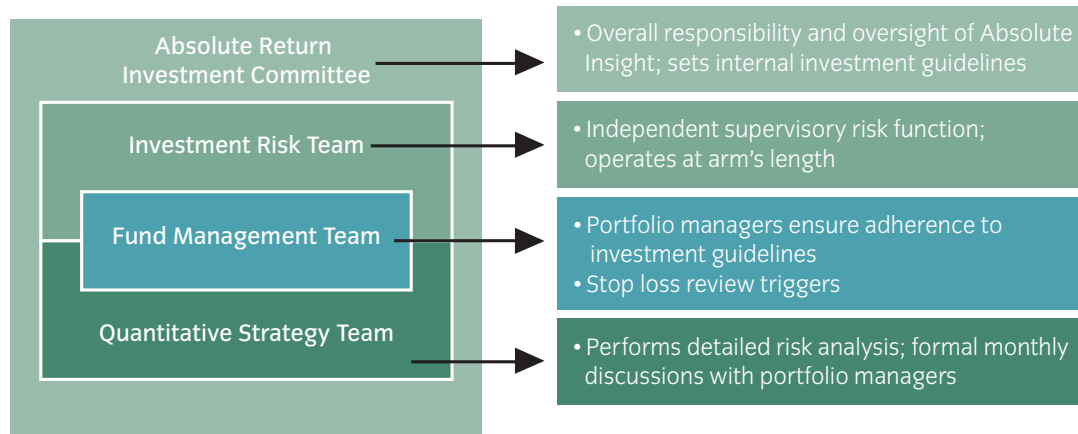 Absolute Return
Investment Committee
• Overall responsibility and oversight of Absolute
Insight; sets internal investment guidelines
Investment Risk Team
• Independent supervisory risk function;
operates at arm's length
Fund Management Team
• Portfolio managers ensure adherence to
investment guidelines
• Stop loss review triggers
Quantitative Strategy Team
• Performs detailed risk analysis; formal monthly
discussions with portfolio managers